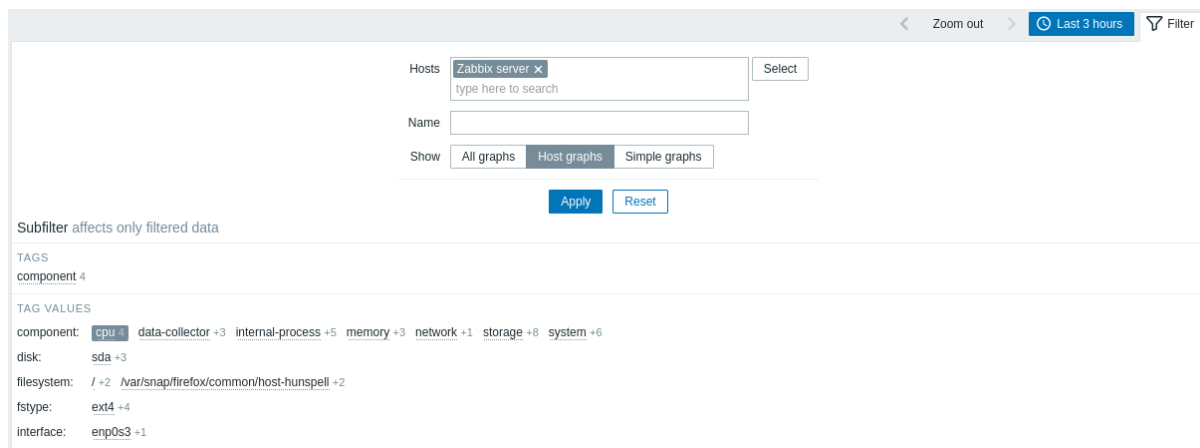 Zoom out Last 3 hours Filter
Hosts Zabbix server Select
type here to search
Name
Show All graphs Host graphs Simple graphs
Apply Reset
Subfilter affects only filtered data
TAGS
component 4
TAG VALUES
component: cpu 4 data-collector +3 internal-process +5 memory +3 network +1 storage +8 system +6
disk: sda +3
filesystem: / +2 /var/snap/firefox/common/host-hunspell +2
fstype: ext4 +4
interface: enp0s3 +1